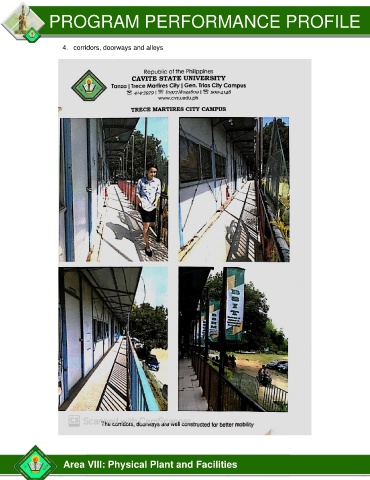 PROGRAM PERFORMANCE PROFILE
4. corridors, doorways and alleys
Republic of the Philippines
CAVITE STATE UNIVERSITY
Tanza | Trece Martires City | Gen. Trias City Campus
www.cvsu.edu.ph
TRECE MARTIRES CITY CAMPUS
The corridors, doorways are well constructed for better mobility
Area VIII: Physical Plant and Facilities